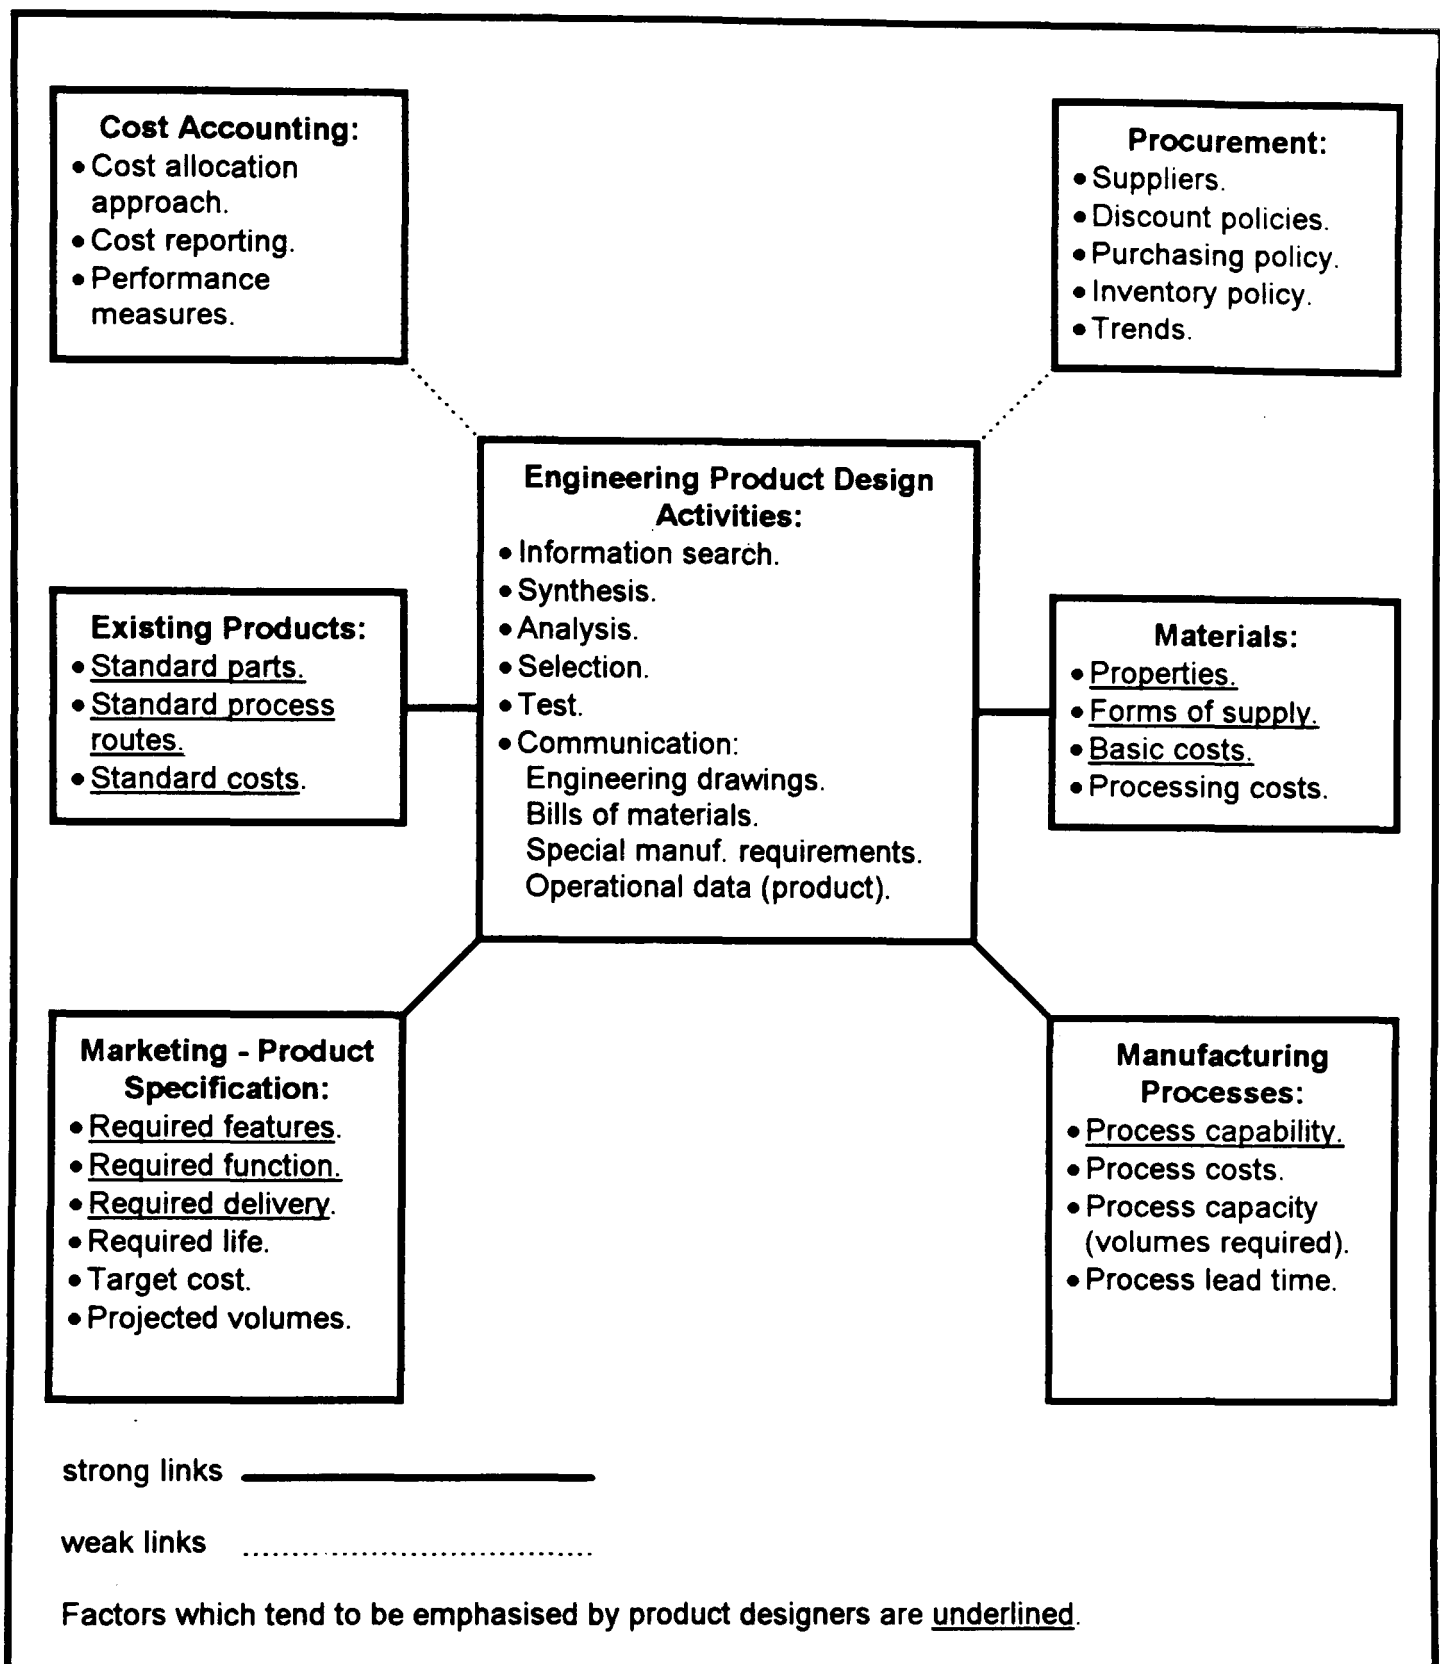 Cost Accounting:
• Cost allocation
approach.
• Cost reporting.
• Performance
measures.
Procurement:
• Suppliers.
• Discount policies.
• Purchasing policy.
• Inventory policy.
• Trends.
Engineering Product Design
Activities:
• Information search.
• Synthesis.
• Analysis.
• Selection.
• Test.
• Communication:
Engineering drawings.
Bills of materials.
Special manuf. requirements.
Operational data (product).
Existing Products:
• Standard parts.
• Standard process
routes.
• Standard costs.
Materials:
• Properties.
• Forms of supply.
• Basic costs.
• Processing costs.
Marketing - Product
Specification:
• Required features.
• Required function.
• Required delivery.
• Required life.
• Target cost.
• Projected volumes.
Manufacturing
Processes:
• Process capability.
• Process costs.
• Process capacity
(volumes required).
• Process lead time.
strong links
weak links
Factors which tend to be emphasised by product designers are underlined.